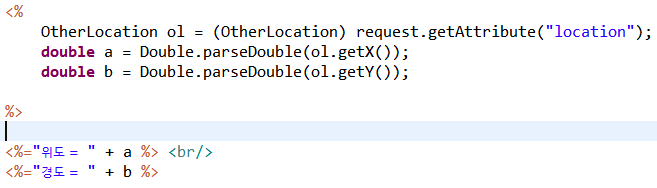 <%
OtherLocation ol = (OtherLocation) request.getAttribute("location");
double a = Double.parseDouble(ol.getX());
double b = Double.parseDouble(ol.getY());
%>
<%="위도 = " + a %> <br/>
<%="경도 = " + b %>